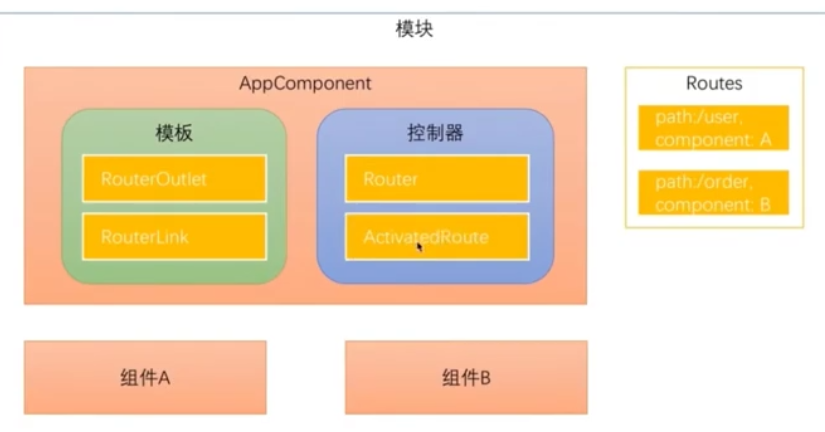 模块
AppComponent
模板
RouterOutlet
RouterLink
控制器
Router
ActivatedRoute
Routes
path:/user,
component: A
path:/order,
component: B
组件A
组件B